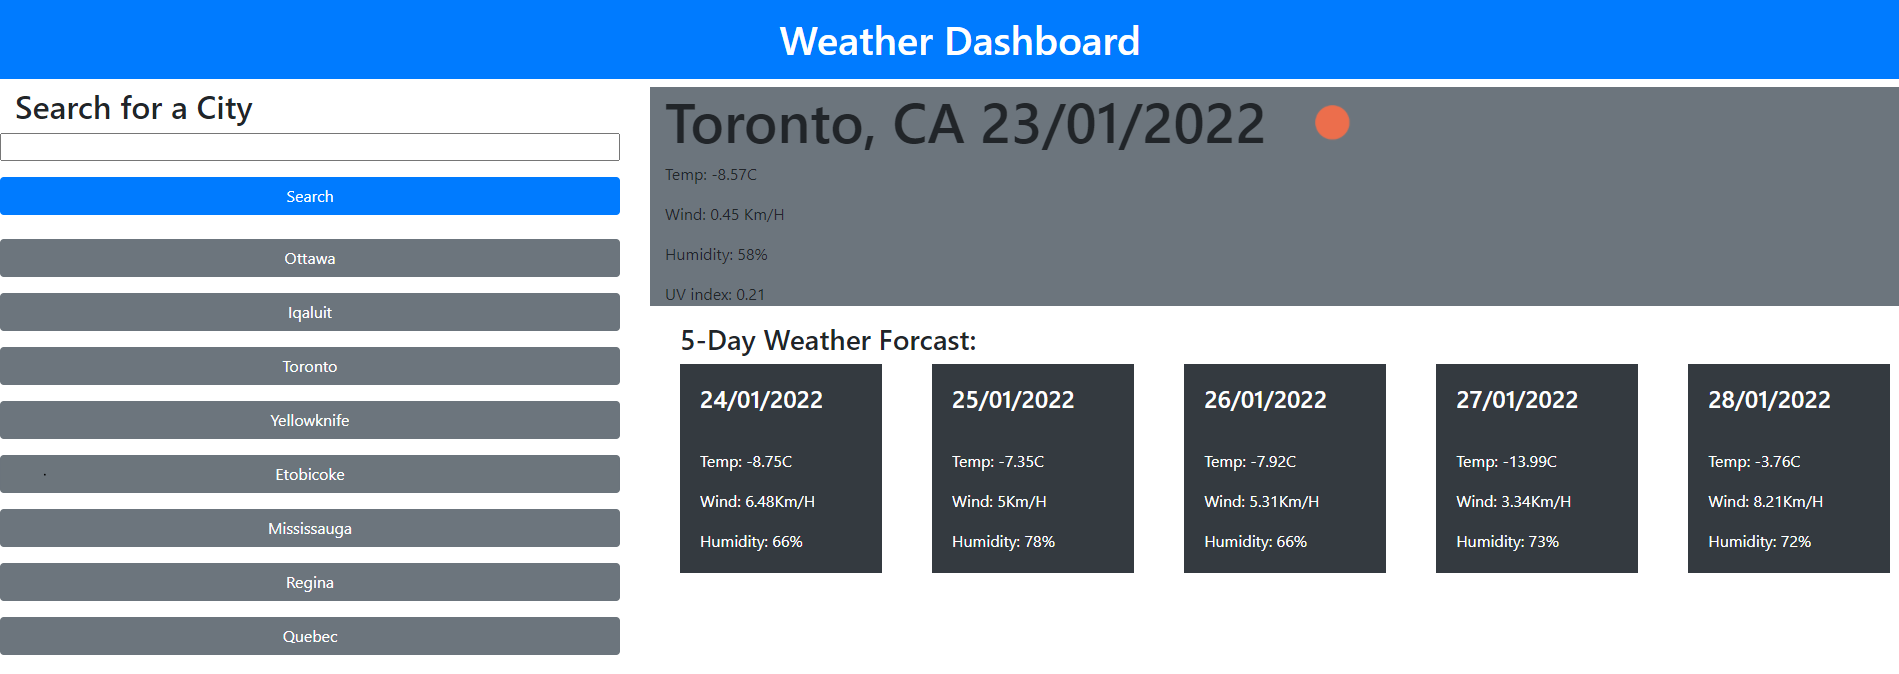 Weather Dashboard
Search for a City
Search
Ottawa
Iqaluit
Toronto
Yellowknife
Etobicoke
Mississauga
Regina
Quebec
Toronto, CA 23/01/2022
Temp: -8.57C
Wind: 0.45 Km/H
Humidity: 58%
UV index: 0.21
5-Day Weather Forcast:
24/01/2022
Temp: -8.75C
Wind: 6.48Km/H
Humidity: 66%
25/01/2022
Temp: -7.35C
Wind: 5Km/H
Humidity: 78%
26/01/2022
Temp: -7.92C
Wind: 5.31Km/H
Humidity: 66%
27/01/2022
Temp: -13.99C
Wind: 3.34Km/H
Humidity: 73%
28/01/2022
Temp: -3.76C
Wind: 8.21Km/H
Humidity: 72%